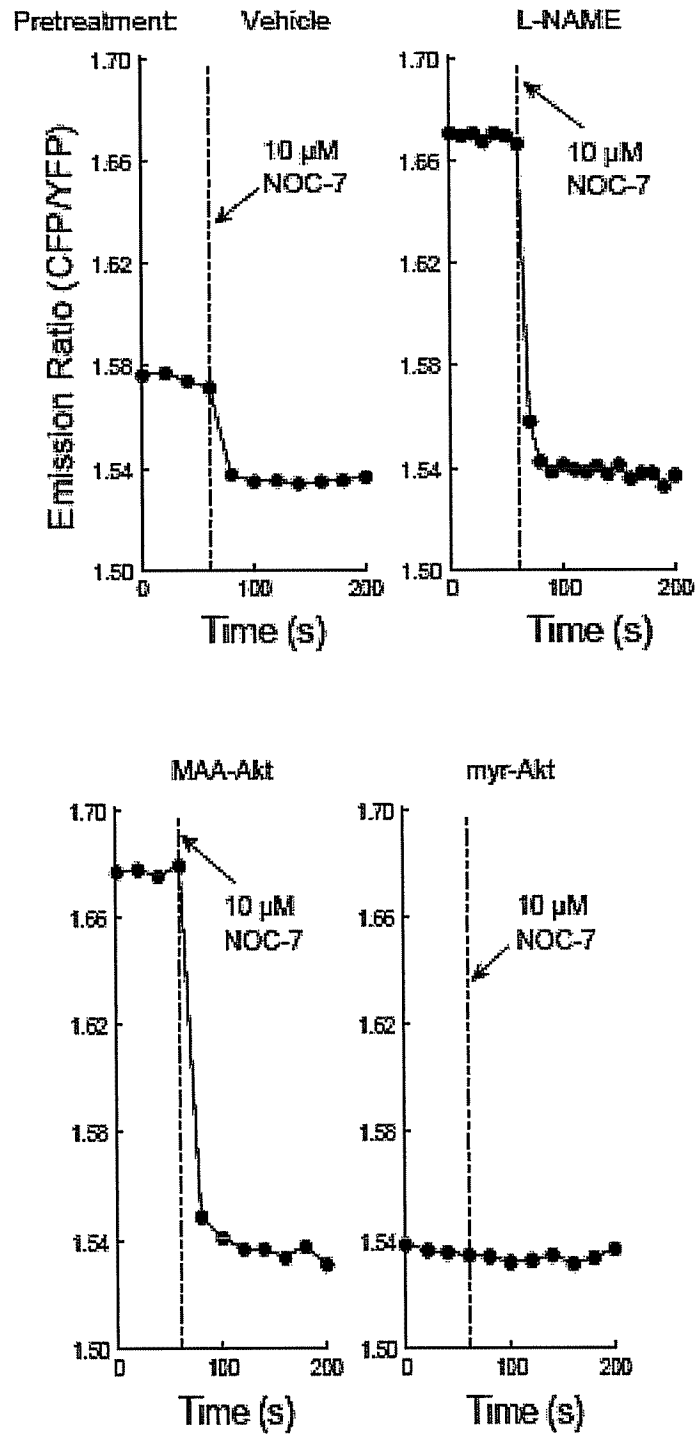 Pretreatment: Vehicle L-NAME
1.70 1.70
10 µM NOC-7
10 µM NOC-7
1.66 1.66
1.62 1.62
1.58 1.58
1.54 1.54
1.50 1.50
Emission Ratio (CFP/YFP)
0 100 200 0 100 200
Time (s) Time (s)
MAA-Akt myr-Akt
1.70 1.70
10 µM NOC-7
10 µM NOC-7
1.66 1.66
1.62 1.62
1.58 1.58
1.54 1.54
1.50 1.50
0 100 200 0 100 200
Time (s) Time (s)